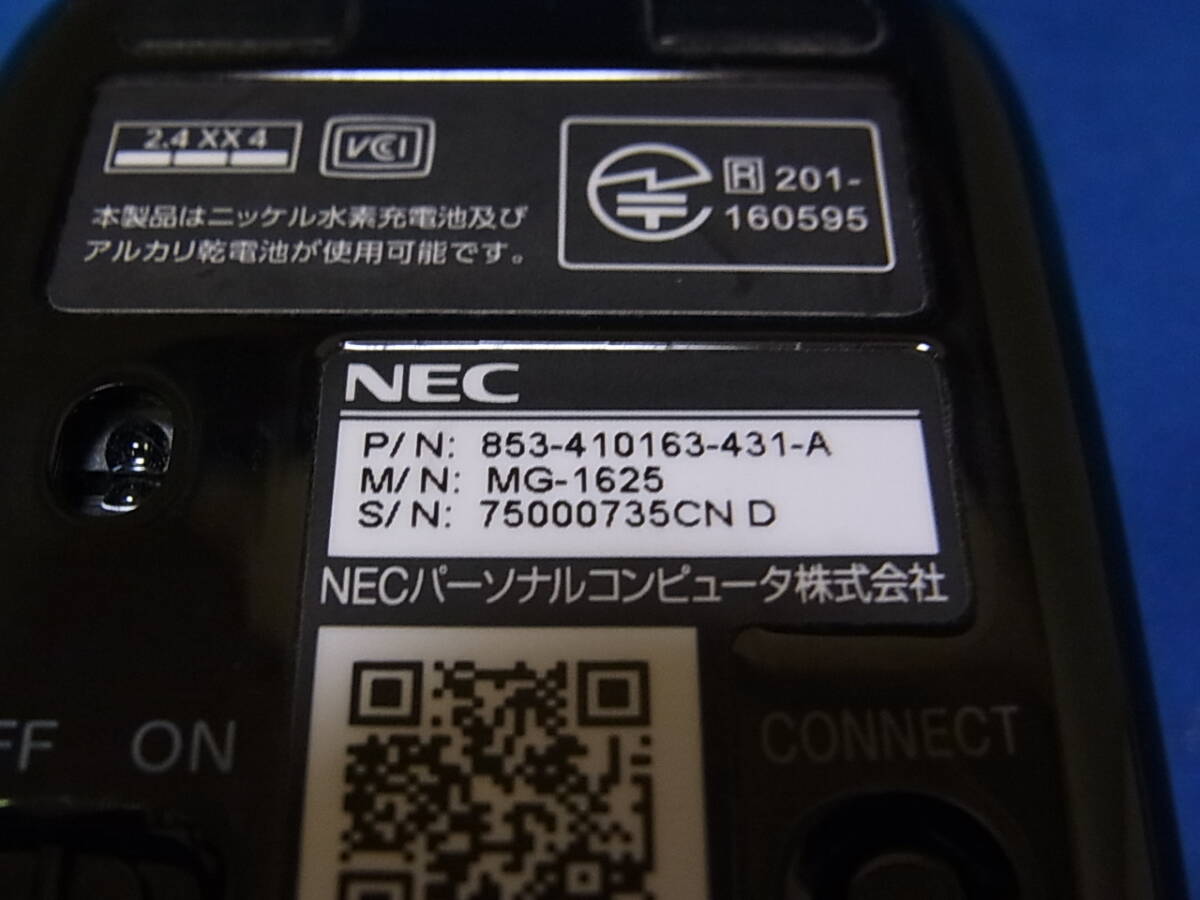 2.4 XX 4
VCCI
R 201-
160595
本製品はニッケル水素充電池及び
アルカリ乾電池が使用可能です。
NEC
P/N: 853-410163-431-A
M/N: MG-1625
S/N: 75000735CN D
NECパーソナルコンピュータ株式会社
FF ON
CONNECT